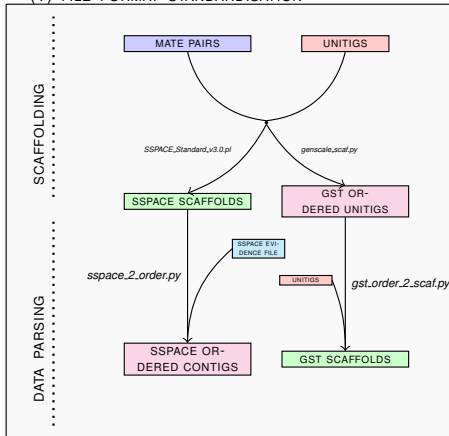 (1) FILE FORMAT STANDARDISATION
MATE PAIRS
UNITIGS
SCAFFOLDING
SSPACE_Standard_v3.0.pl
genscale_scaf.py
SSPACE SCAFFOLDS
GST OR-
DERED UNITIGS
SSPACE EVI-
DENCE FILE
sspace_2_order.py
UNITIGS
gst_order_2_scaf.py
DATA PARSING
SSPACE OR-
DERED CONTIGS
GST SCAFFOLDS